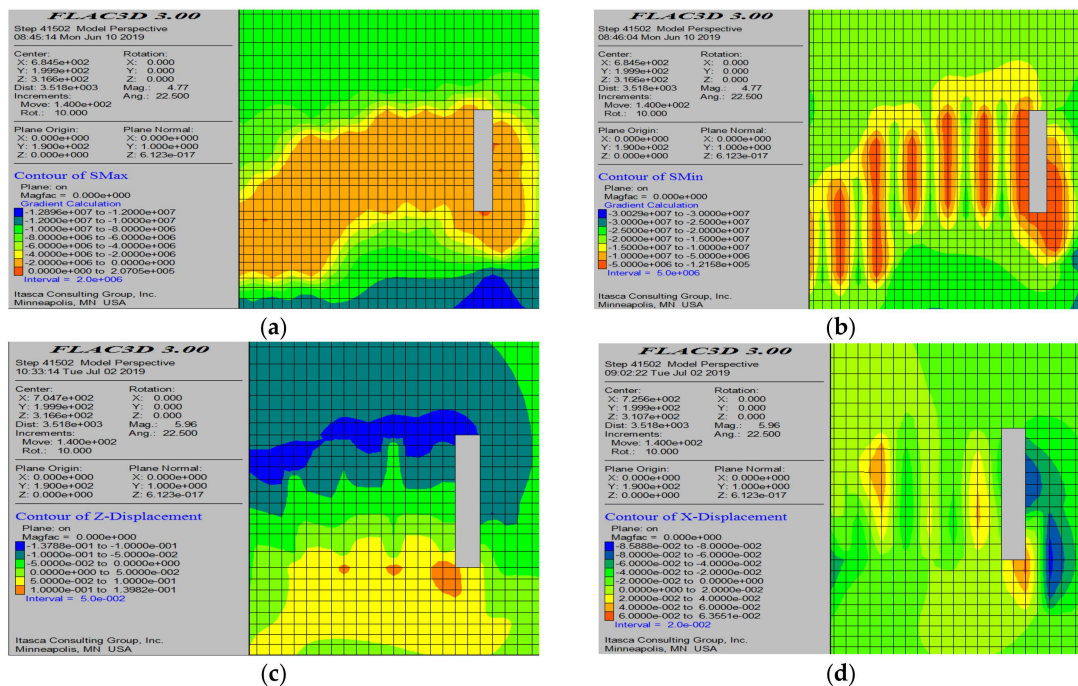 FLAC3D 3.00
Step 41502 Model Perspective
08:45:14 Mon Jun 10 2019
Center: Rotation:
X: 6.845e+002 X: 0.000
Y: 1.999e+002 Y: 0.000
Z: 3.166e+002 Z: 0.000
Dist: 3.518e+003 Mag.: 4.77
Increments: Ang.: 22.500
Move: 1.400e+002
Rot.: 10.000
Plane Origin: Plane Normal:
X: 0.000e+000 X: 0.000e+000
Y: 1.900e+002 Y: 1.000e+000
Z: 0.000e+000 Z: 6.123e-017
Contour of SMax
Plane: on
Magfac = 0.000e+000
Gradient Calculation
-1.2896e+007 to -1.2000e+007
-1.2000e+007 to -1.0000e+007
-1.0000e+007 to -8.0000e+006
-8.0000e+006 to -6.0000e+006
-6.0000e+006 to -4.0000e+006
-4.0000e+006 to -2.0000e+006
-2.0000e+006 to 0.0000e+000
0.0000e+000 to 2.0705e+005
Interval = 2.0e+006
Itasca Consulting Group, Inc.
Minneapolis, MN USA
(a)
FLAC3D 3.00
Step 41502 Model Perspective
08:46:04 Mon Jun 10 2019
Center: Rotation:
X: 6.845e+002 X: 0.000
Y: 1.999e+002 Y: 0.000
Z: 3.166e+002 Z: 0.000
Dist: 3.518e+003 Mag.: 4.77
Increments: Ang.: 22.500
Move: 1.400e+002
Rot.: 10.000
Plane Origin: Plane Normal:
X: 0.000e+000 X: 0.000e+000
Y: 1.900e+002 Y: 1.000e+000
Z: 0.000e+000 Z: 6.123e-017
Contour of SMin
Plane: on
Magfac = 0.000e+000
Gradient Calculation
-3.0029e+007 to -3.0000e+007
-3.0000e+007 to -2.5000e+007
-2.5000e+007 to -2.0000e+007
-2.0000e+007 to -1.5000e+007
-1.5000e+007 to -1.0000e+007
-1.0000e+007 to -5.0000e+006
-5.0000e+006 to -1.2158e+005
Interval = 5.0e+006
Itasca Consulting Group, Inc.
Minneapolis, MN USA
(b)
FLAC3D 3.00
Step 41502 Model Perspective
10:33:14 Tue Jul 02 2019
Center: Rotation:
X: 7.047e+002 X: 0.000
Y: 1.999e+002 Y: 0.000
Z: 3.166e+002 Z: 0.000
Dist: 3.518e+003 Mag.: 5.96
Increments: Ang.: 22.500
Move: 1.400e+002
Rot.: 10.000
Plane Origin: Plane Normal:
X: 0.000e+000 X: 0.000e+000
Y: 1.900e+002 Y: 1.000e+000
Z: 0.000e+000 Z: 6.123e-017
Contour of Z-Displacement
Plane: on
Magfac = 0.000e+000
-1.3788e-001 to -1.0000e-001
-1.0000e-001 to -5.0000e-002
-5.0000e-002 to 0.0000e+000
0.0000e+000 to 5.0000e-002
5.0000e-002 to 1.0000e-001
1.0000e-001 to 1.3982e-001
Interval = 5.0e-002
Itasca Consulting Group, Inc.
Minneapolis, MN USA
(c)
FLAC3D 3.00
Step 41502 Model Perspective
09:02:22 Tue Jul 02 2019
Center: Rotation:
X: 7.256e+002 X: 0.000
Y: 1.999e+002 Y: 0.000
Z: 3.107e+002 Z: 0.000
Dist: 3.518e+003 Mag.: 5.96
Increments: Ang.: 22.500
Move: 1.400e+002
Rot.: 10.000
Plane Origin: Plane Normal:
X: 0.000e+000 X: 0.000e+000
Y: 1.900e+002 Y: 1.000e+000
Z: 0.000e+000 Z: 6.123e-017
Contour of X-Displacement
Plane: on
Magfac = 0.000e+000
-8.5888e-002 to -8.0000e-002
-8.0000e-002 to -6.0000e-002
-6.0000e-002 to -4.0000e-002
-4.0000e-002 to -2.0000e-002
-2.0000e-002 to 0.0000e+000
0.0000e+000 to 2.0000e-002
2.0000e-002 to 4.0000e-002
4.0000e-002 to 6.0000e-002
6.0000e-002 to 6.3551e-002
Interval = 2.0e-002
Itasca Consulting Group, Inc.
Minneapolis, MN USA
(d)